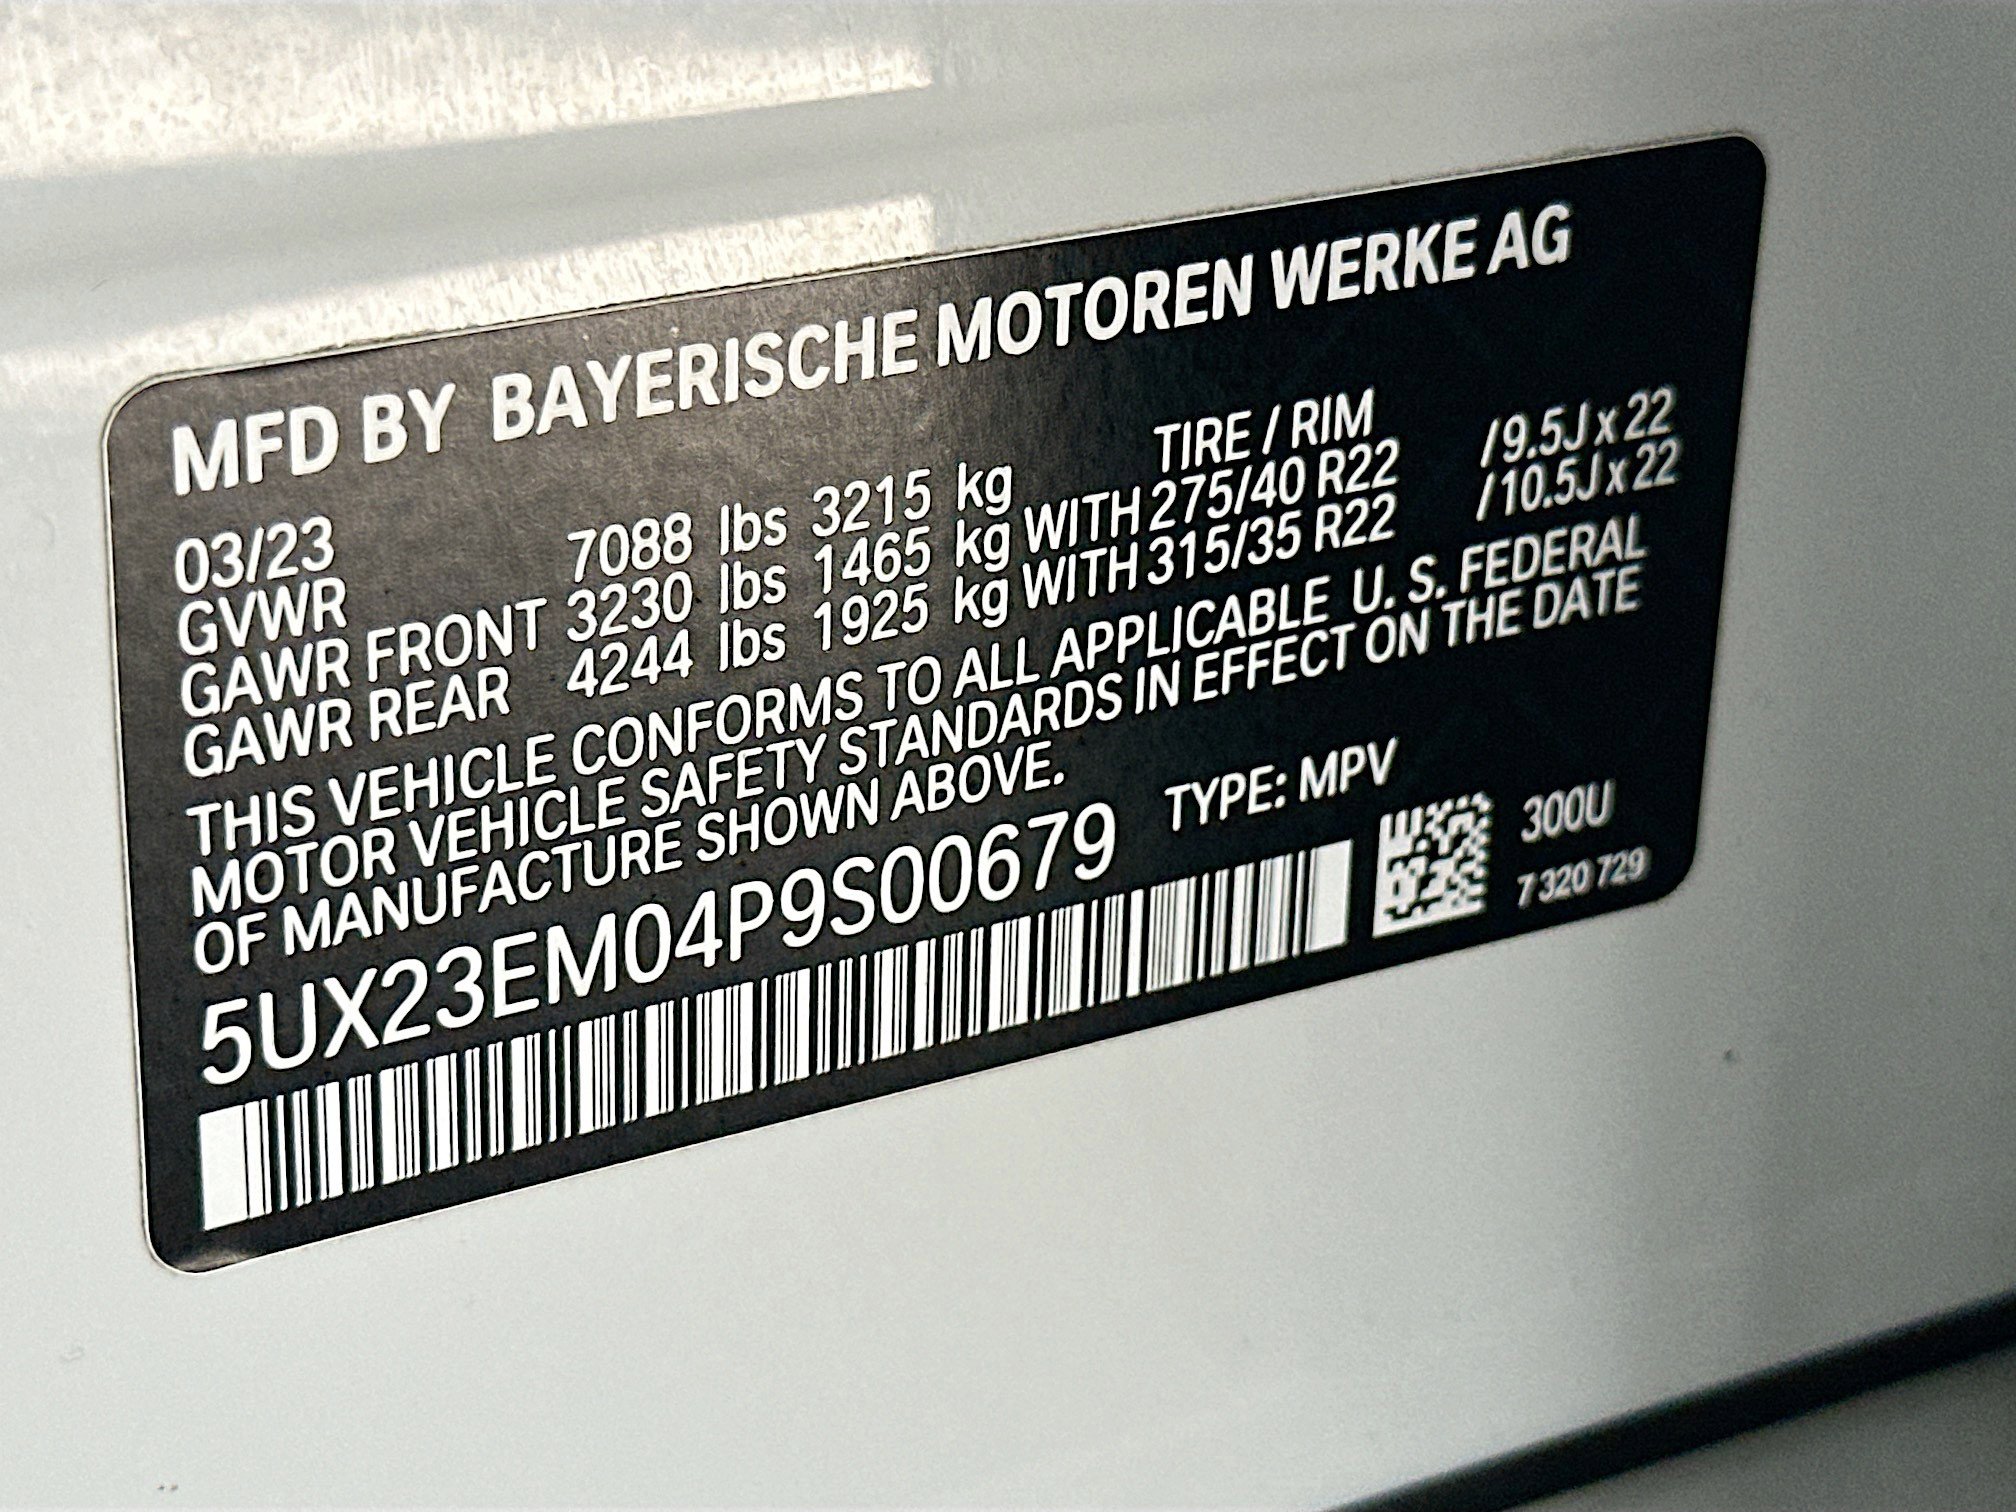 MFD BY BAYERISCHE MOTOREN WERKE AG
03/23
GVWR 7088 lbs 3215 kg TIRE / RIM
GAWR FRONT 3230 lbs 1465 kg WITH 275/40 R22 /9.5J x 22
GAWR REAR 4244 lbs 1925 kg WITH 315/35 R22 /10.5J x 22
THIS VEHICLE CONFORMS TO ALL APPLICABLE U. S. FEDERAL
MOTOR VEHICLE SAFETY STANDARDS IN EFFECT ON THE DATE
OF MANUFACTURE SHOWN ABOVE.
5UX23EM04P9S00679 TYPE: MPV
300U
7 320 729